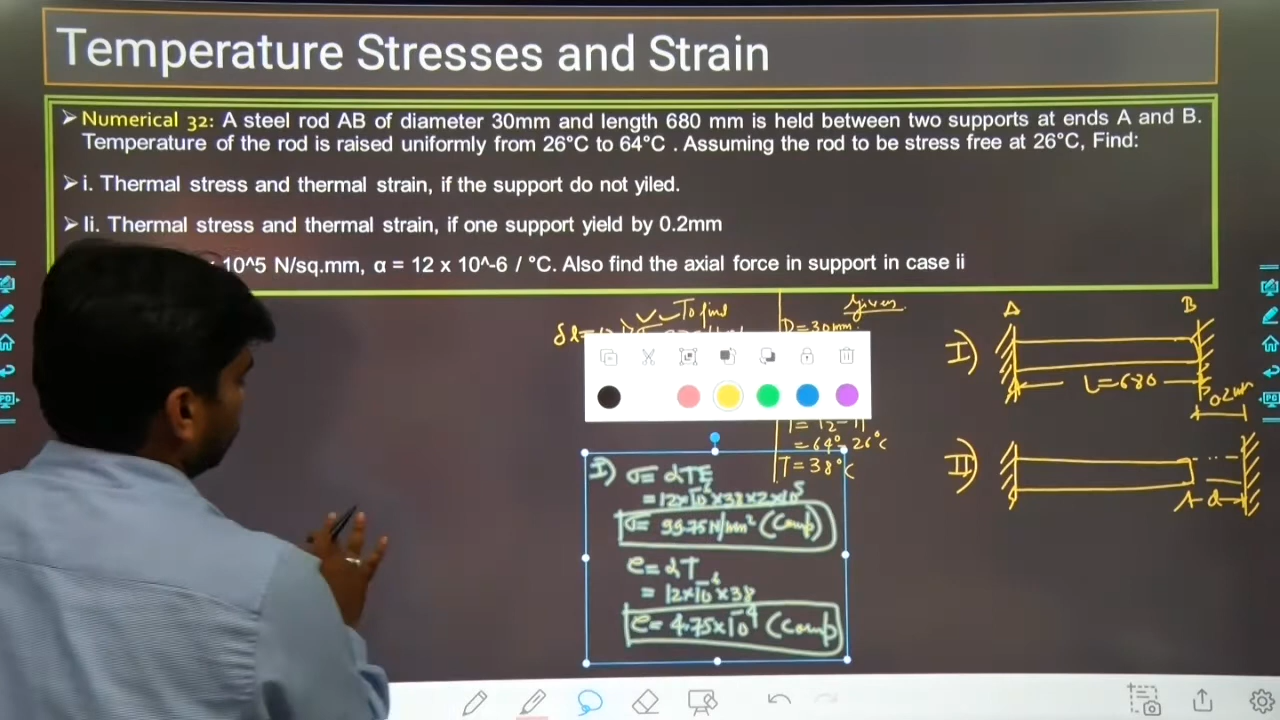 Temperature Stresses and Strain
➤ Numerical 32: A steel rod AB of diameter 30mm and length 680 mm is held between two supports at ends A and B.
Temperature of the rod is raised uniformly from 26°C to 64°C . Assuming the rod to be stress free at 26°C, Find:
➤ i. Thermal stress and thermal strain, if the support do not yiled.
➤ Ii. Thermal stress and thermal strain, if one support yield by 0.2mm
10^5 N/sq.mm, α = 12 x 10^-6 / °C. Also find the axial force in support in case ii
To find
δl=
Given
D=30mm
= 64°-26°C
T=38°C
I) σ= αTE
= 12×10^-6×38×2×10^5
σ= 99.75 N/mm² (Comp)
e= αT
= 12×10^-6×38
e= 4.75×10^-4 (Comp)
I)
A
B
L=680
0.2mm
II)
d